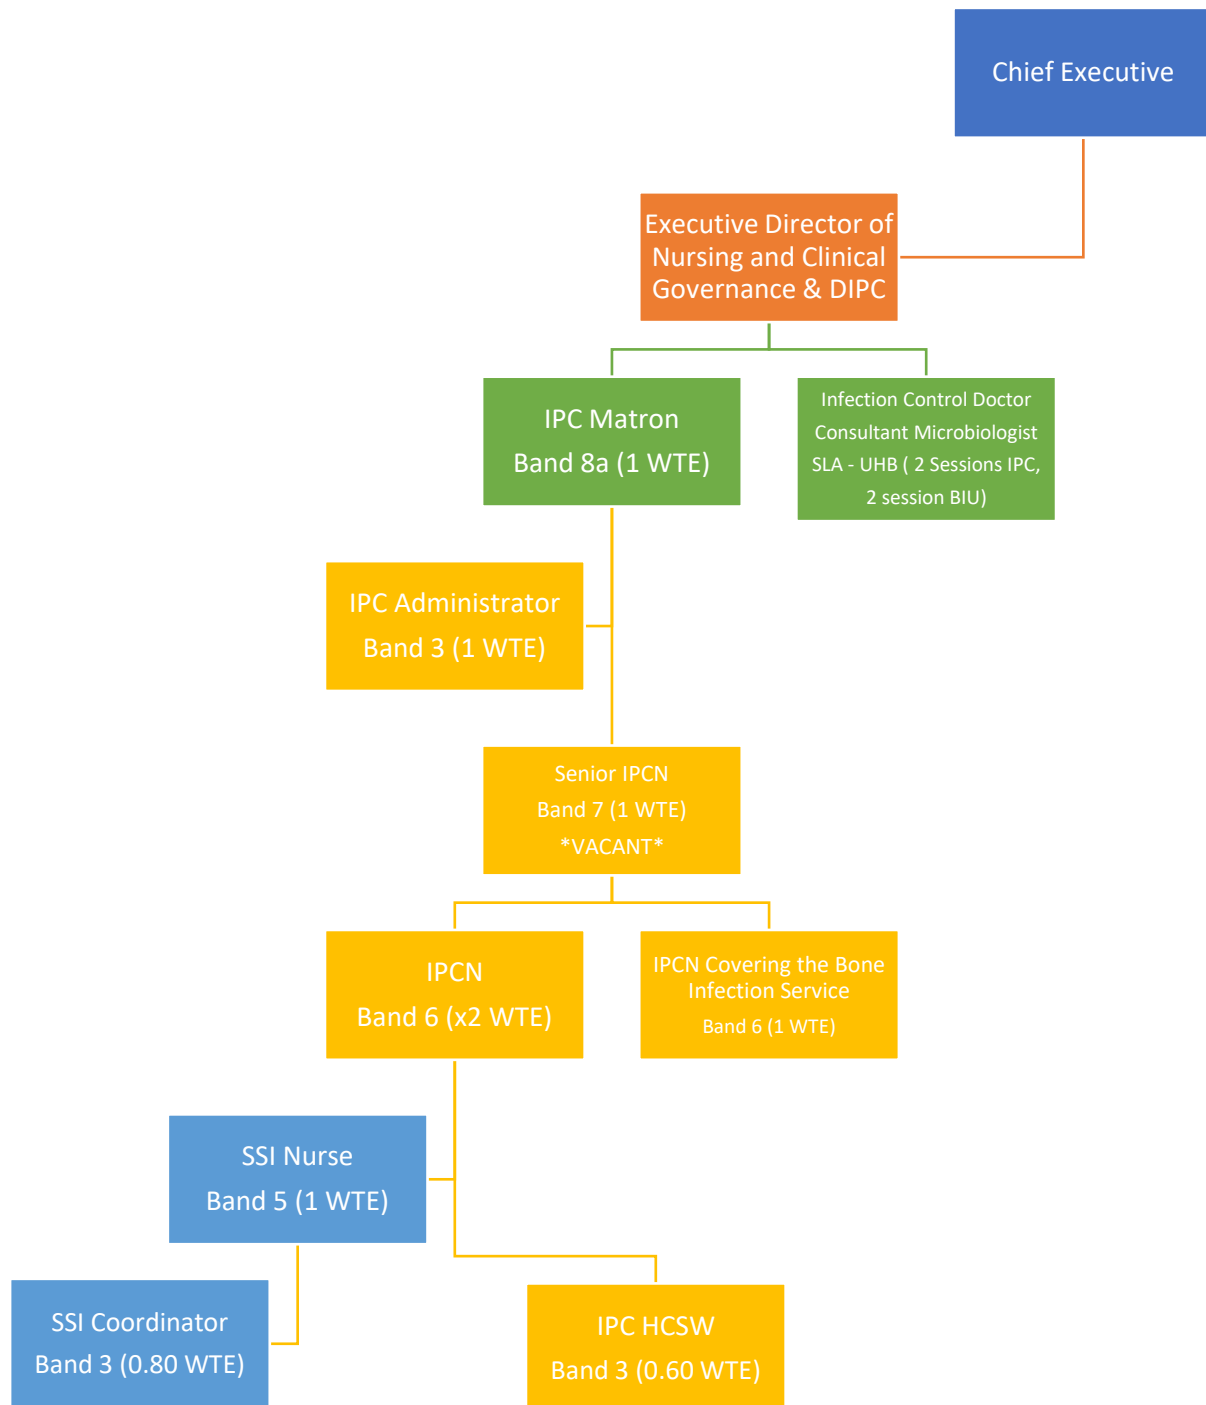 Chief Executive
Executive Director of
Nursing and Clinical
Governance & DIPC
IPC Matron
Band 8a (1 WTE)
Infection Control Doctor
Consultant Microbiologist
SLA - UHB ( 2 Sessions IPC,
2 session BIU)
IPC Administrator
Band 3 (1 WTE)
Senior IPCN
Band 7 (1 WTE)
*VACANT*
IPCN
Band 6 (x2 WTE)
IPCN Covering the Bone
Infection Service
Band 6 (1 WTE)
SSI Nurse
Band 5 (1 WTE)
SSI Coordinator
Band 3 (0.80 WTE)
IPC HCSW
Band 3 (0.60 WTE)